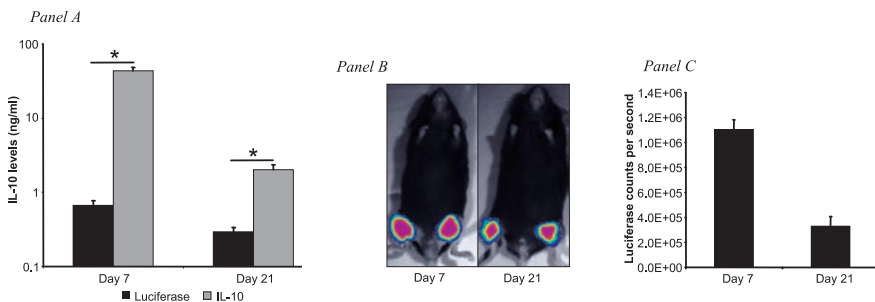 Panel A
100
10
1
0.1
IL-10 levels (ng/ml)
*
*
Day 7
Day 21
Luciferase
IL-10
Panel B
Day 7
Day 21
Panel C
Luciferase counts per second
1.4E+06
1.2E+06
1.0E+06
8.0E+05
6.0E+05
4.0E+05
2.0E+05
0.0E+00
Day 7
Day 21